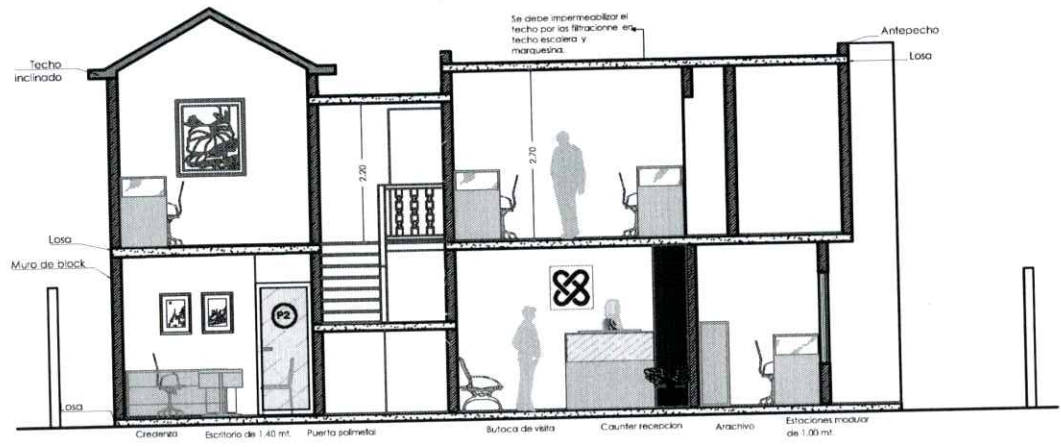 Se debe impermeabilizar el
techo por las filtracionne en
techo escalera y
marquesina.
Antepecho
Losa
Techo
inclinado
2.20
2.70
Losa
Muro de block
P2
Losa
Credenza
Escritorio de 1.40 mt.
Puerta polimetal
Butaca de visita
Caunter recepcion
Arachivo
Estaciones modular
de 1.00 mt.